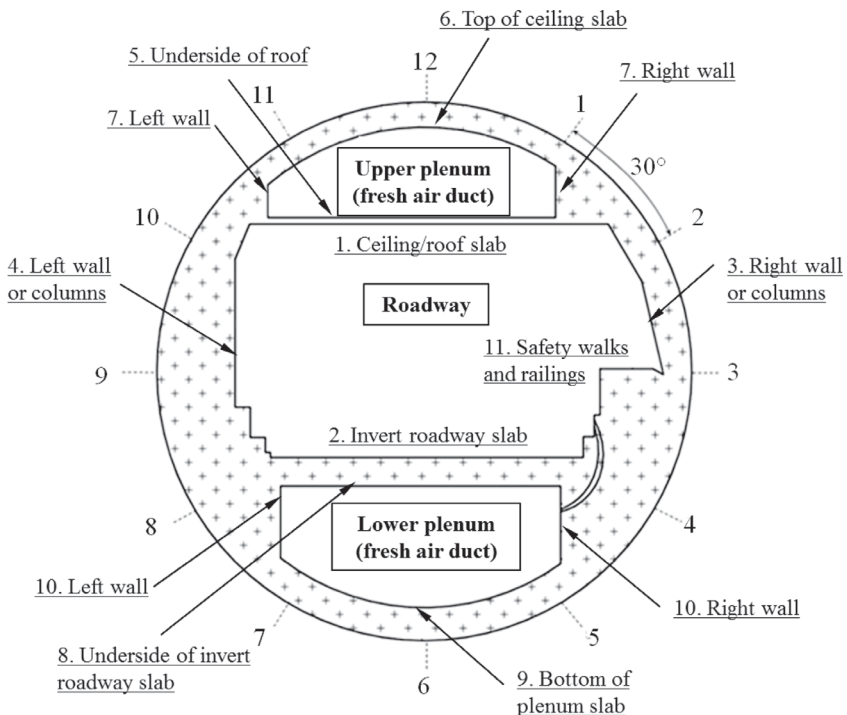 6. Top of ceiling slab
5. Underside of roof
12
7. Right wall
11
1
7. Left wall
Upper plenum
(fresh air duct)
30°
10
2
1. Ceiling/roof slab
4. Left wall
or columns
3. Right wall
or columns
Roadway
11. Safety walks
and railings
9
3
2. Invert roadway slab
8
Lower plenum
(fresh air duct)
4
10. Left wall
10. Right wall
7
5
8. Underside of invert
roadway slab
6
9. Bottom of
plenum slab